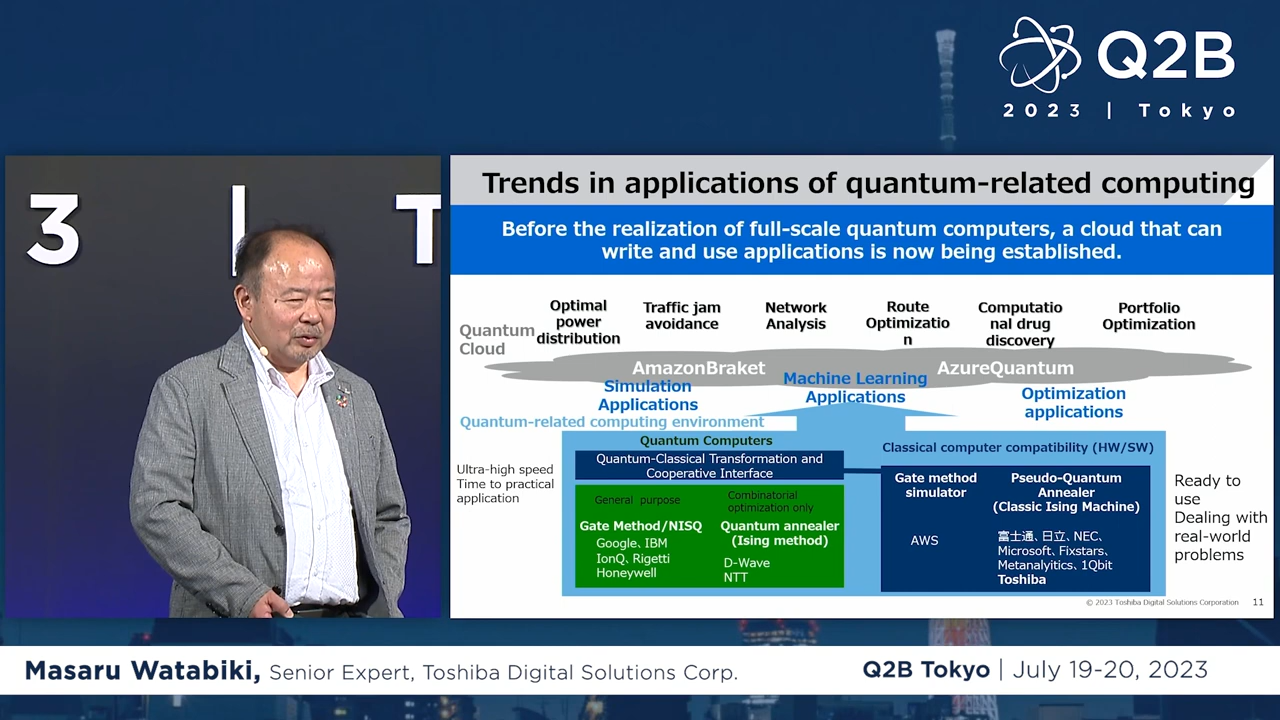 Q2B
2023 | Tokyo
3 | T
Trends in applications of quantum-related computing
Before the realization of full-scale quantum computers, a cloud that can
write and use applications is now being established.
Optimal
power
distribution
Traffic jam
avoidance
Network
Analysis
Route
Optimizatio
n
Computatio
nal drug
discovery
Portfolio
Optimization
Quantum
Cloud
AmazonBraket
AzureQuantum
Simulation
Applications
Machine Learning
Applications
Optimization
applications
Quantum-related computing environment
Ultra-high speed
Time to practical
application
Quantum Computers
Quantum-Classical Transformation and
Cooperative Interface
General purpose
Combinatorial
optimization only
Gate Method/NISQ
Google、IBM
IonQ、Rigetti
Honeywell
Quantum annealer
(Ising method)
D-Wave
NTT
Classical computer compatibility (HW/SW)
Gate method
simulator
AWS
Pseudo-Quantum
Annealer
(Classic Ising Machine)
富士通、日立、NEC、
Microsoft、Fixstars、
Metanalyitics、1Qbit
Toshiba
Ready to
use
Dealing with
real-world
problems
© 2023 Toshiba Digital Solutions Corporation 11
Masaru Watabiki, Senior Expert, Toshiba Digital Solutions Corp.
Q2B Tokyo | July 19-20, 2023